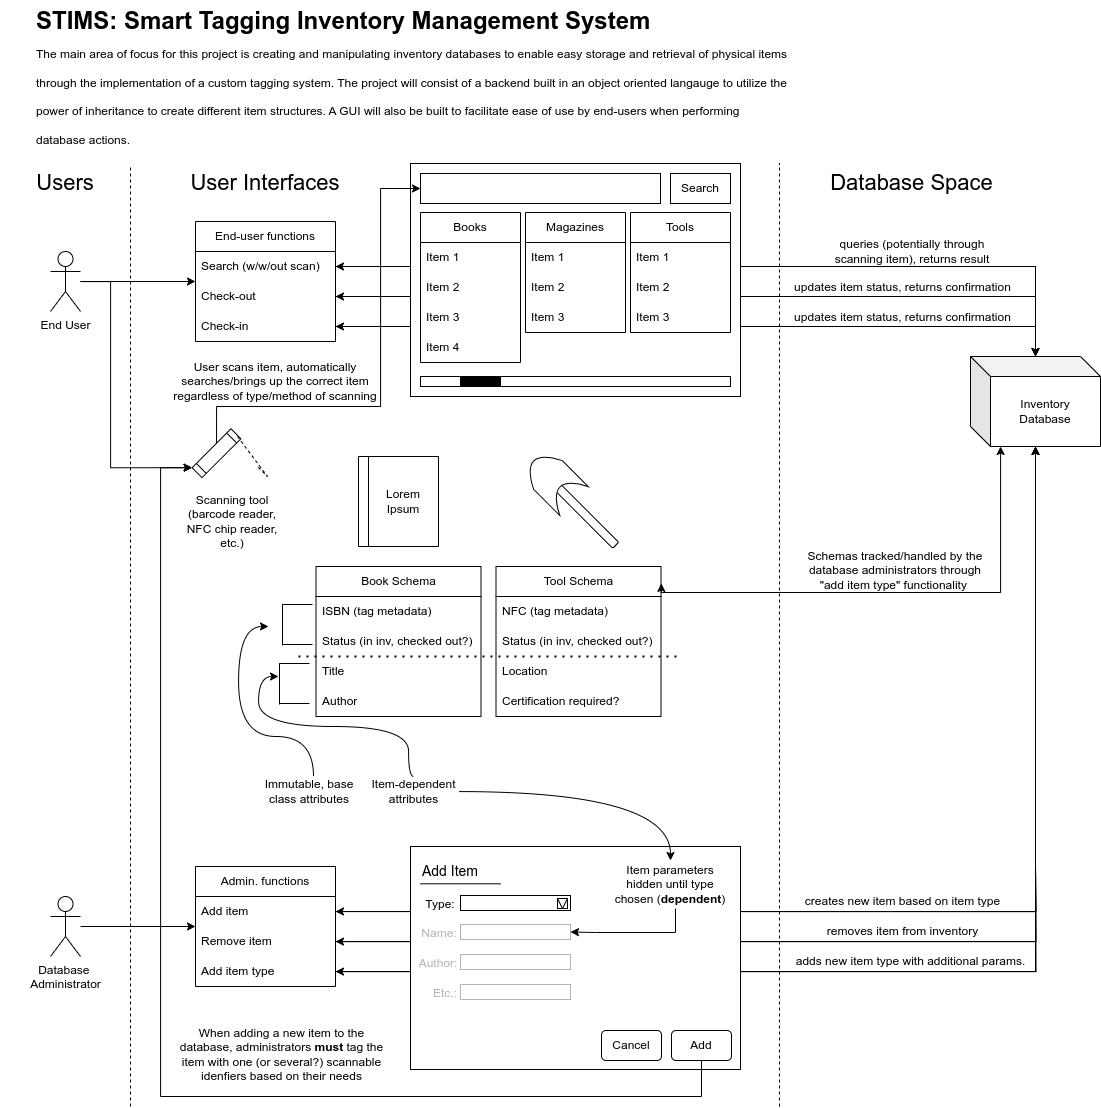 STIMS: Smart Tagging Inventory Management System
The main area of focus for this project is creating and manipulating inventory databases to enable easy storage and retrieval of physical items
through the implementation of a custom tagging system. The project will consist of a backend built in an object oriented langauge to utilize the
power of inheritance to create different item structures. A GUI will also be built to facilitate ease of use by end-users when performing
database actions.
Users
User Interfaces
Database Space
End User
End-user functions
Search (w/w/out scan)
Check-out
Check-in
Search
Books
Item 1
Item 2
Item 3
Item 4
Magazines
Item 1
Item 2
Item 3
Tools
Item 1
Item 2
Item 3
queries (potentially through
scanning item), returns result
updates item status, returns confirmation
updates item status, returns confirmation
Inventory
Database
User scans item, automatically
searches/brings up the correct item
regardless of type/method of scanning
Scanning tool
(barcode reader,
NFC chip reader,
etc.)
Lorem
Ipsum
Book Schema
ISBN (tag metadata)
Status (in inv, checked out?)
Title
Author
Tool Schema
NFC (tag metadata)
Status (in inv, checked out?)
Location
Certification required?
Schemas tracked/handled by the
database administrators through
"add item type" functionality
Immutable, base
class attributes
Item-dependent
attributes
Database
Administrator
Admin. functions
Add item
Remove item
Add item type
Add Item
Type:
Name:
Author:
Etc.:
Item parameters
hidden until type
chosen (dependent)
Cancel
Add
creates new item based on item type
removes item from inventory
adds new item type with additional params.
When adding a new item to the
database, administrators must tag the
item with one (or several?) scannable
idenfiers based on their needs